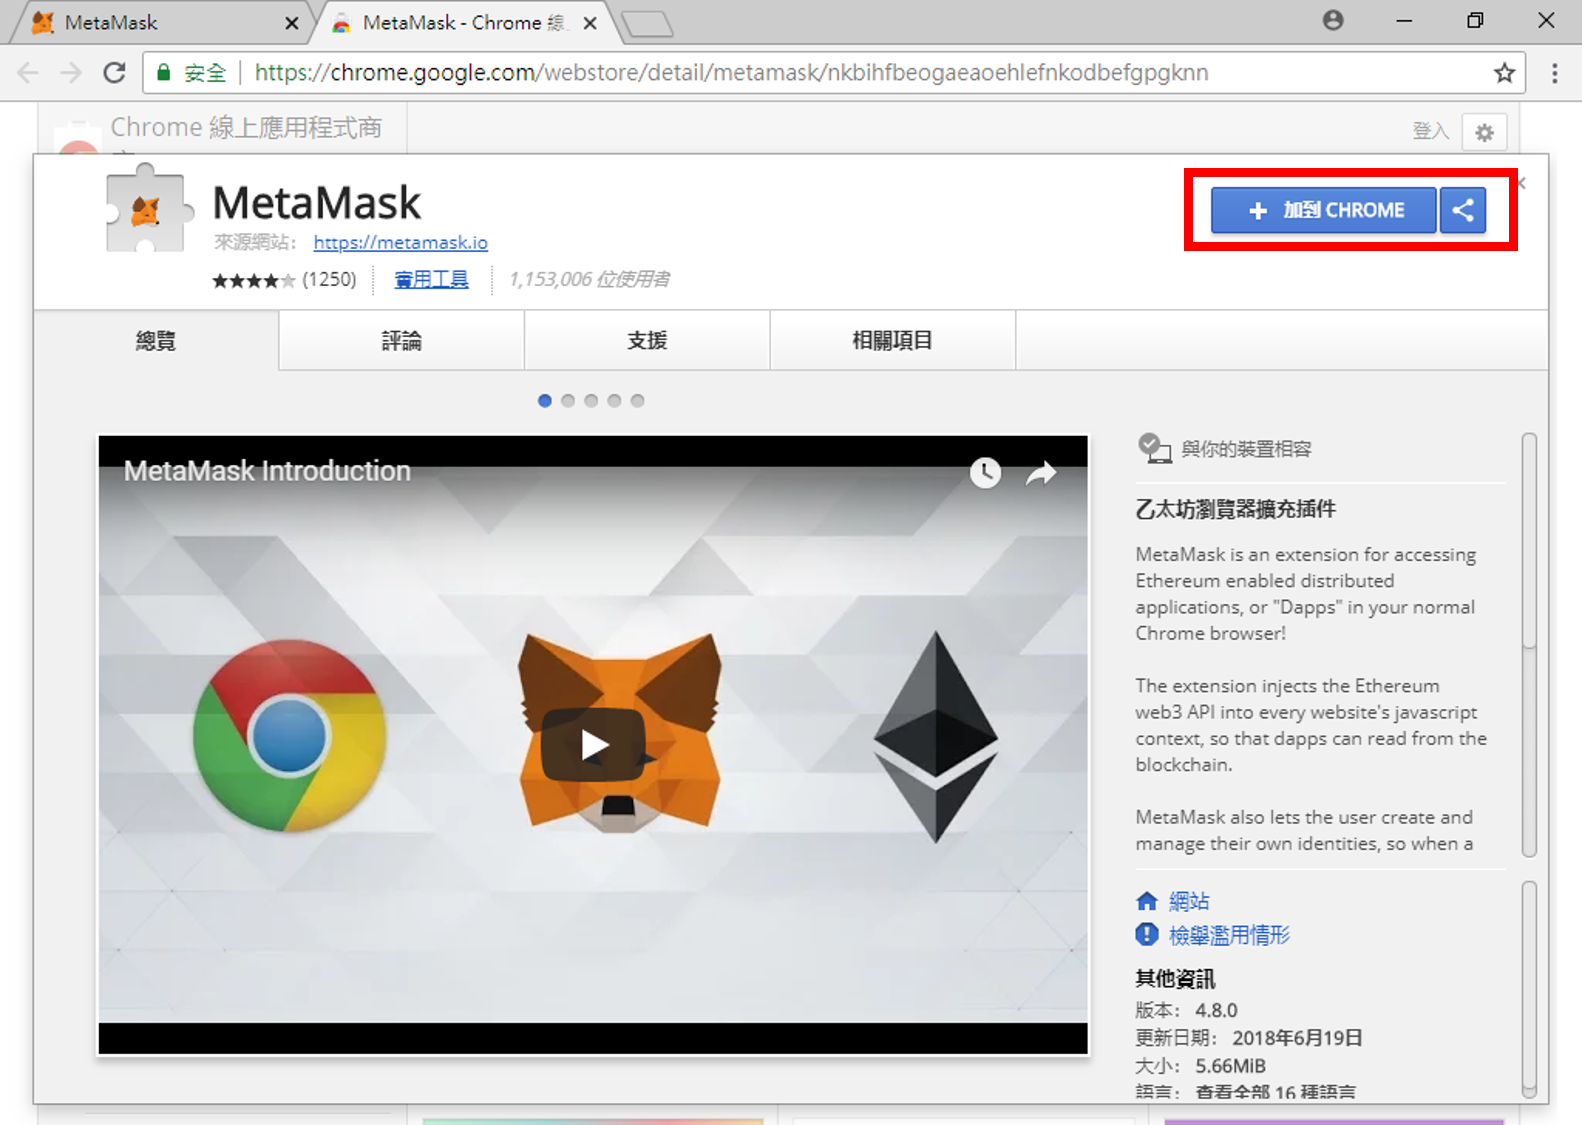 MetaMask
MetaMask - Chrome 線
安全 https://chrome.google.com/webstore/detail/metamask/nkbihfbeogaeaoehlefnkodbefgpgknn
Chrome 線上應用程式商
登入
MetaMask
來源網站： https://metamask.io
(1250) 實用工具 1,153,006 位使用者
加到 CHROME
總覽 評論 支援 相關項目
MetaMask Introduction
與你的裝置相容
乙太坊瀏覽器擴充插件
MetaMask is an extension for accessing
Ethereum enabled distributed
applications, or "Dapps" in your normal
Chrome browser!
The extension injects the Ethereum
web3 API into every website's javascript
context, so that dapps can read from the
blockchain.
MetaMask also lets the user create and
manage their own identities, so when a
網站
檢舉濫用情形
其他資訊
版本： 4.8.0
更新日期： 2018年6月19日
大小： 5.66MiB
語言： 查看全部 16 種語言